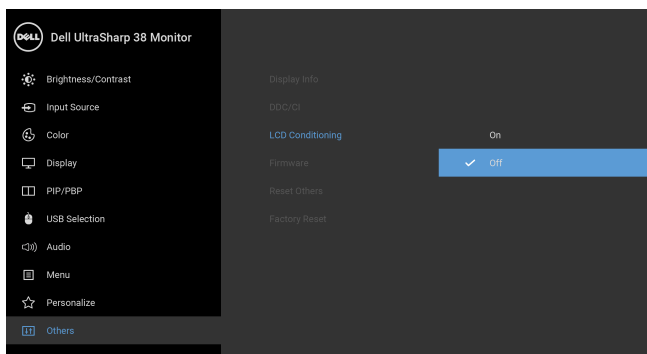 DELL Dell UltraSharp 38 Monitor
Brightness/Contrast
Display Info
Input Source
DDC/CI
Color
LCD Conditioning
On
Display
Firmware
Off
PIP/PBP
Reset Others
USB Selection
Factory Reset
Audio
Menu
Personalize
Others